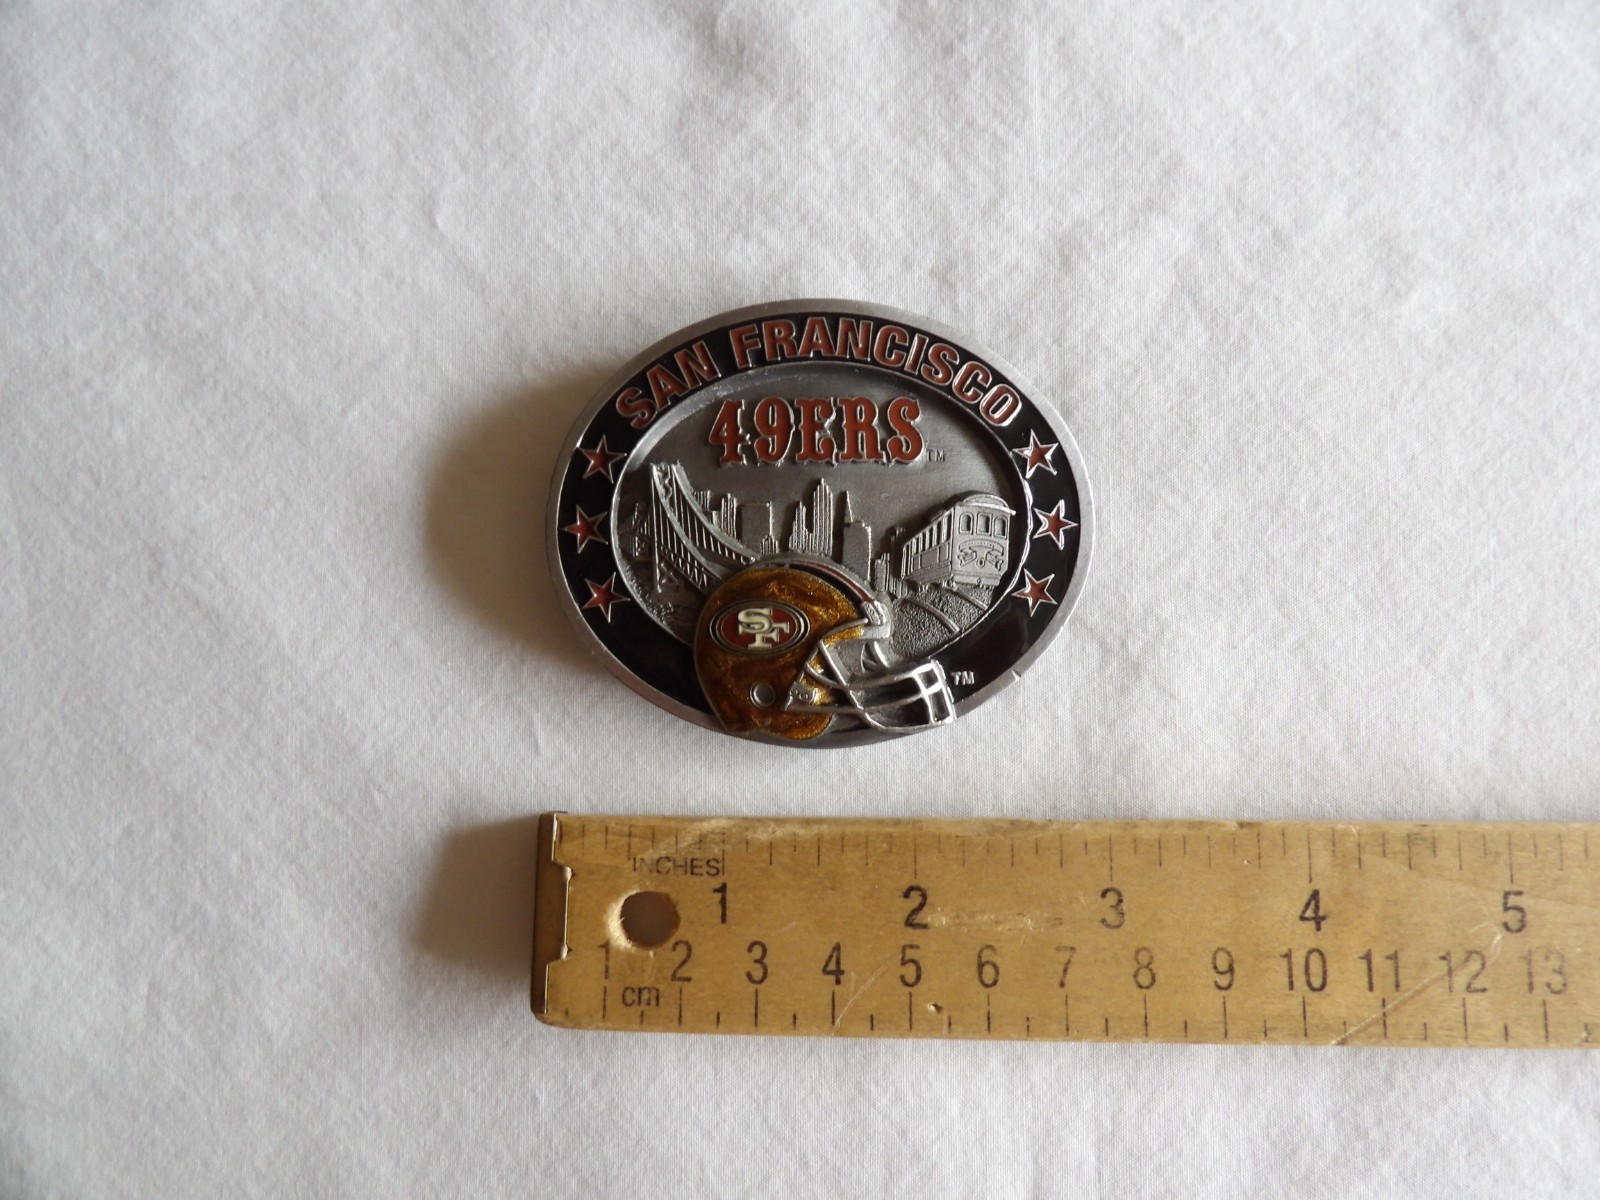 SAN FRANCISCO
49ERS TM
SF
TM
INCHES
1 2 3 4 5
1 2 3 4 5 6 7 8 9 10 11 12 13
cm